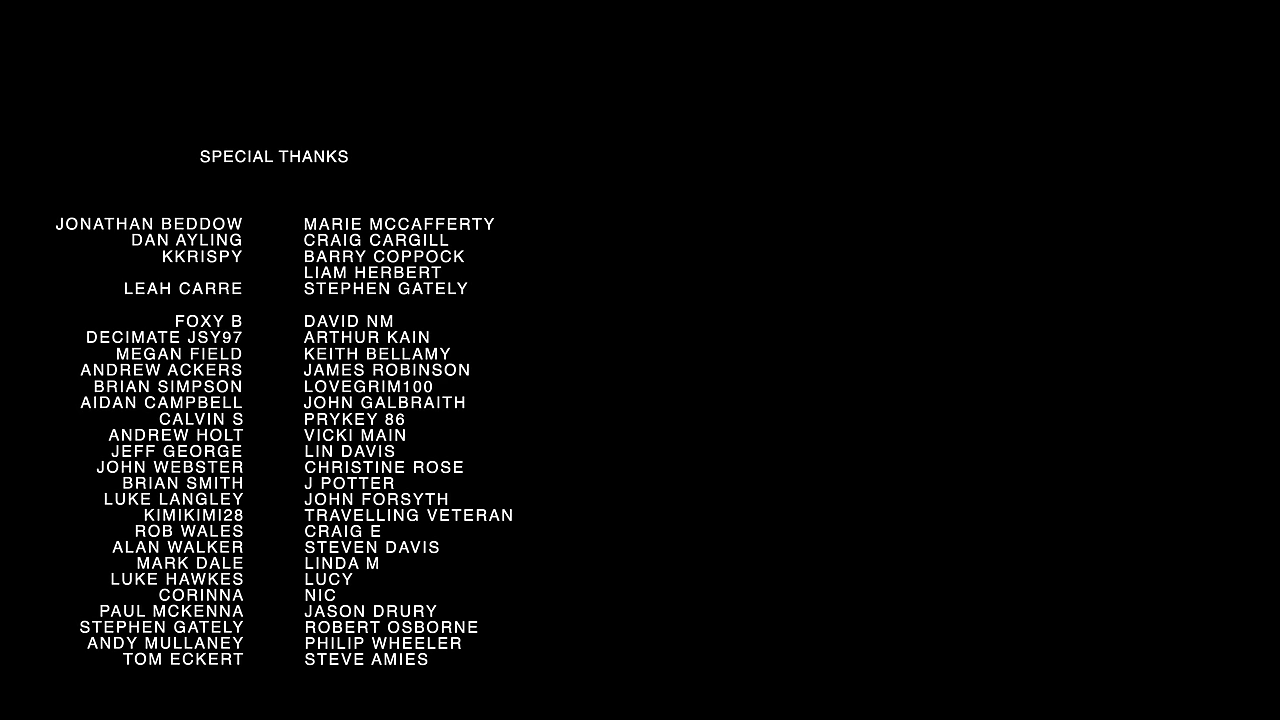 SPECIAL THANKS
JONATHAN BEDDOW MARIE MCCAFFERTY
DAN AYLING CRAIG CARGILL
KKRISPY BARRY COPPOCK
LIAM HERBERT
LEAH CARRE STEPHEN GATELY
FOXY B DAVID NM
DECIMATE JSY97 ARTHUR KAIN
MEGAN FIELD KEITH BELLAMY
ANDREW ACKERS JAMES ROBINSON
BRIAN SIMPSON LOVEGRIM100
AIDAN CAMPBELL JOHN GALBRAITH
CALVIN S PRYKEY 86
ANDREW HOLT VICKI MAIN
JEFF GEORGE LIN DAVIS
JOHN WEBSTER CHRISTINE ROSE
BRIAN SMITH J POTTER
LUKE LANGLEY JOHN FORSYTH
KIMIKIMI28 TRAVELLING VETERAN
ROB WALES CRAIG E
ALAN WALKER STEVEN DAVIS
MARK DALE LINDA M
LUKE HAWKES LUCY
CORINNA NIC
PAUL MCKENNA JASON DRURY
STEPHEN GATELY ROBERT OSBORNE
ANDY MULLANEY PHILIP WHEELER
TOM ECKERT STEVE AMIES